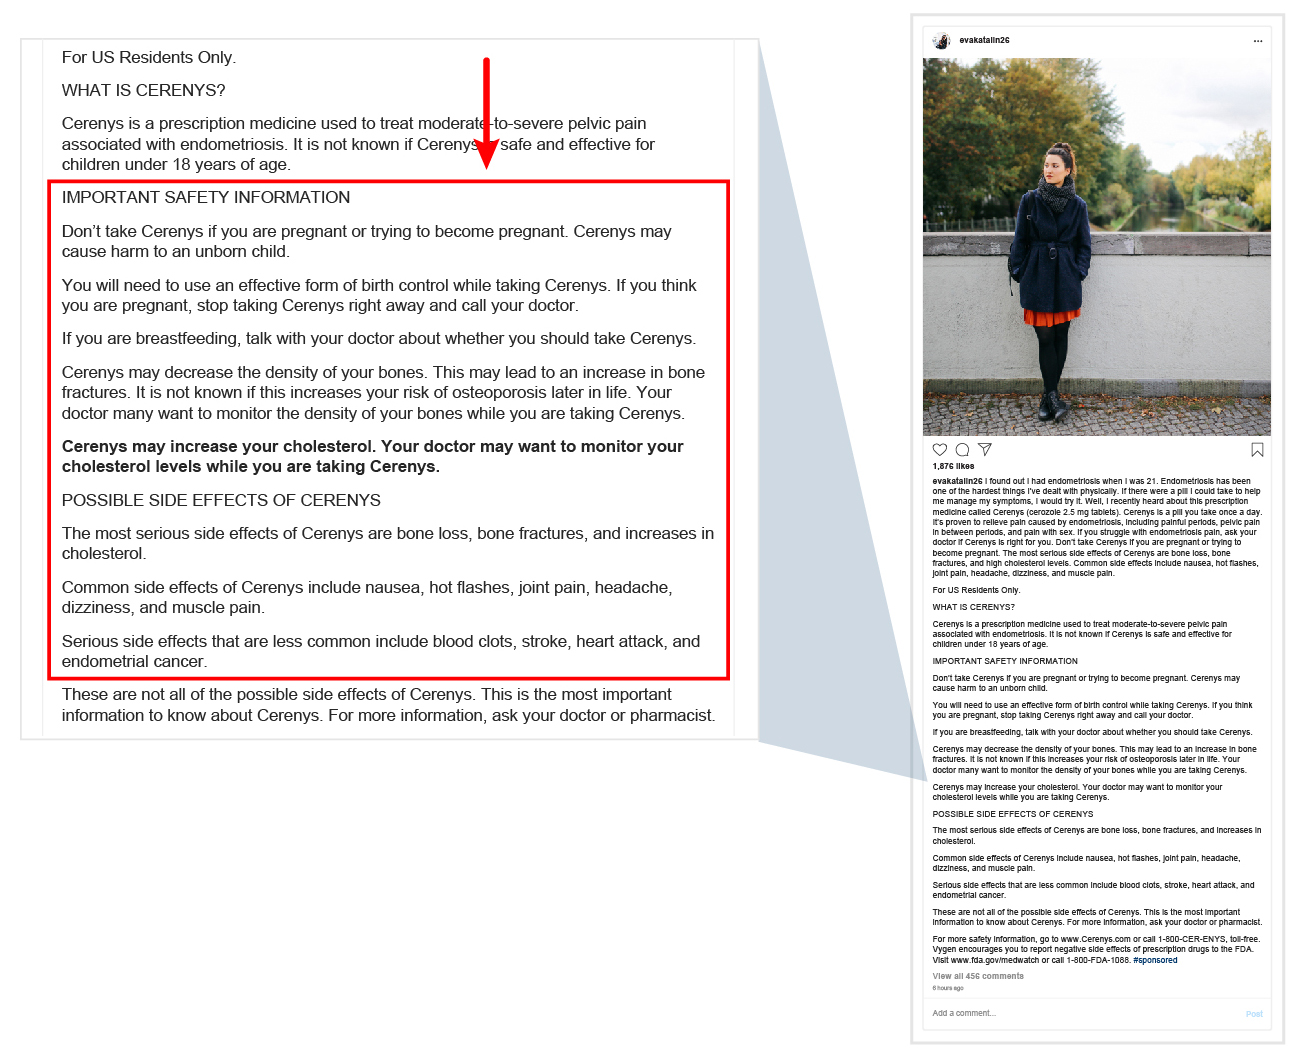 For US Residents Only.
WHAT IS CERENYS?
Cerenys is a prescription medicine used to treat moderate-to-severe pelvic pain
associated with endometriosis. It is not known if Cerenys safe and effective for
children under 18 years of age.
IMPORTANT SAFETY INFORMATION
Don't take Cerenys if you are pregnant or trying to become pregnant. Cerenys may
cause harm to an unborn child.
You will need to use an effective form of birth control while taking Cerenys. If you think
you are pregnant, stop taking Cerenys right away and call your doctor.
If you are breastfeeding, talk with your doctor about whether you should take Cerenys.
Cerenys may decrease the density of your bones. This may lead to an increase in bone
fractures. It is not known if this increases your risk of osteoporosis later in life. Your
doctor many want to monitor the density of your bones while you are taking Cerenys.
Cerenys may increase your cholesterol. Your doctor may want to monitor your
cholesterol levels while you are taking Cerenys.
POSSIBLE SIDE EFFECTS OF CERENYS
The most serious side effects of Cerenys are bone loss, bone fractures, and increases in
cholesterol.
Common side effects of Cerenys include nausea, hot flashes, joint pain, headache,
dizziness, and muscle pain.
Serious side effects that are less common include blood clots, stroke, heart attack, and
endometrial cancer.
These are not all of the possible side effects of Cerenys. This is the most important
information to know about Cerenys. For more information, ask your doctor or pharmacist.
evakatalin26
1,876 likes
evakatalin26 I found out I had endometriosis when I was 21. Endometriosis has been
one of the hardest things I've dealt with physically. If there were a pill I could take to help
me manage my symptoms, I would try it. Well, I recently heard about this prescription
medicine called Cerenys (cerozole 2.5 mg tablets). Cerenys is a pill you take once a day.
It's proven to relieve pain caused by endometriosis, including painful periods, pelvic pain
in between periods, and pain with sex. If you struggle with endometriosis pain, ask your
doctor if Cerenys is right for you. Don't take Cerenys if you are pregnant or trying to
become pregnant. The most serious side effects of Cerenys are bone loss, bone
fractures, and high cholesterol levels. Common side effects include nausea, hot flashes,
joint pain, headache, dizziness, and muscle pain.
For US Residents Only.
WHAT IS CERENYS?
Cerenys is a prescription medicine used to treat moderate-to-severe pelvic pain
associated with endometriosis. It is not known if Cerenys is safe and effective for
children under 18 years of age.
IMPORTANT SAFETY INFORMATION
Don't take Cerenys if you are pregnant or trying to become pregnant. Cerenys may
cause harm to an unborn child.
You will need to use an effective form of birth control while taking Cerenys. If you think
you are pregnant, stop taking Cerenys right away and call your doctor.
If you are breastfeeding, talk with your doctor about whether you should take Cerenys.
Cerenys may decrease the density of your bones. This may lead to an increase in bone
fractures. It is not known if this increases your risk of osteoporosis later in life. Your
doctor many want to monitor the density of your bones while you are taking Cerenys.
Cerenys may increase your cholesterol. Your doctor may want to monitor your
cholesterol levels while you are taking Cerenys.
POSSIBLE SIDE EFFECTS OF CERENYS
The most serious side effects of Cerenys are bone loss, bone fractures, and increases in
cholesterol.
Common side effects of Cerenys include nausea, hot flashes, joint pain, headache,
dizziness, and muscle pain.
Serious side effects that are less common include blood clots, stroke, heart attack, and
endometrial cancer.
These are not all of the possible side effects of Cerenys. This is the most important
information to know about Cerenys. For more information, ask your doctor or pharmacist.
For more safety information, go to www.Cerenys.com or call 1-800-CER-ENYS, toll-free.
Vygen encourages you to report negative side effects of prescription drugs to the FDA.
Visit www.fda.gov/medwatch or call 1-800-FDA-1088. #sponsored
View all 456 comments
6 hours ago
Add a comment... Post